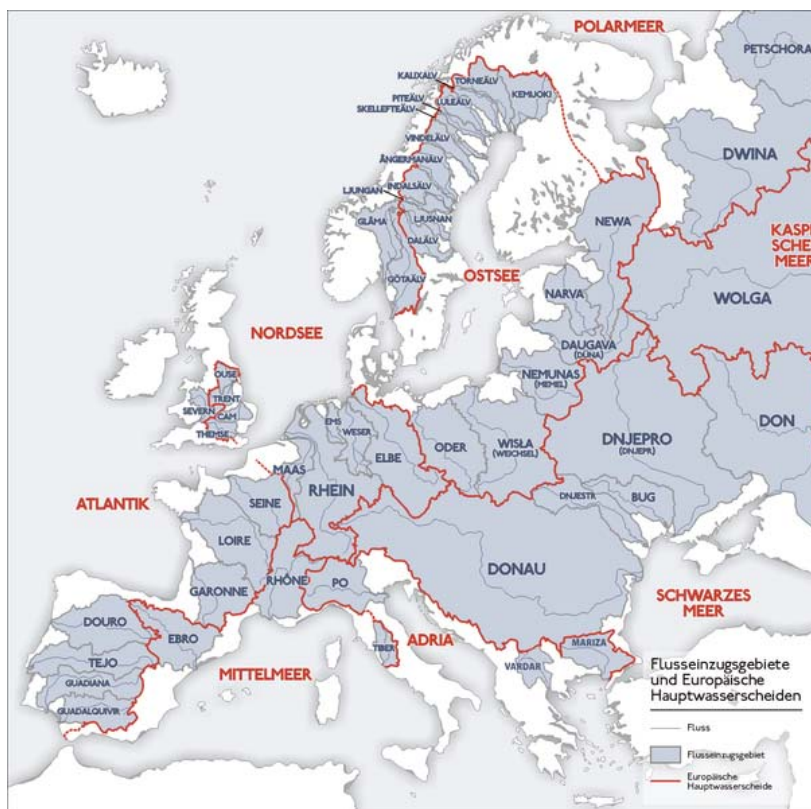 POLARMEER
PETSCHORA
KALIXÄLV
TORNEÄLV
PITEÄLV
LULEÄLV
KEMIJOKI
SKELLEFTEÄLV
VINDELÄLV
DWINA
ÅNGERMANÄLV
LJUNGAN
INDALSÄLV
GLÅMA
LJUSNAN
NEWA
KASPI
SCHE
MEER
DALÄLV
OSTSEE
GÖTAÄLV
NARVA
WOLGA
NORDSEE
DAUGAVA
(DÜNA)
OUSE
NEMUNAS
(MEMEL)
TRENT
SEVERN
CAM
THEMSE
EMS
WESER
ODER
WISŁA
(WEICHSEL)
DNJEPRO
(DNJEPR)
DON
ELBE
MAAS
RHEIN
ATLANTIK
SEINE
DNJESTR
BUG
LOIRE
DONAU
GARONNE
RHÔNE
PO
SCHWARZES
MEER
DOURO
EBRO
ADRIA
TIBER
MARIZA
TEJO
MITTELMEER
VARDAR
GUADIANA
GUADALQUIVIR
Flusseinzugsgebiete
und Europäische
Hauptwasserscheiden
Fluss
Flusseinzugsgebiet
Europäische
Hauptwasserscheide